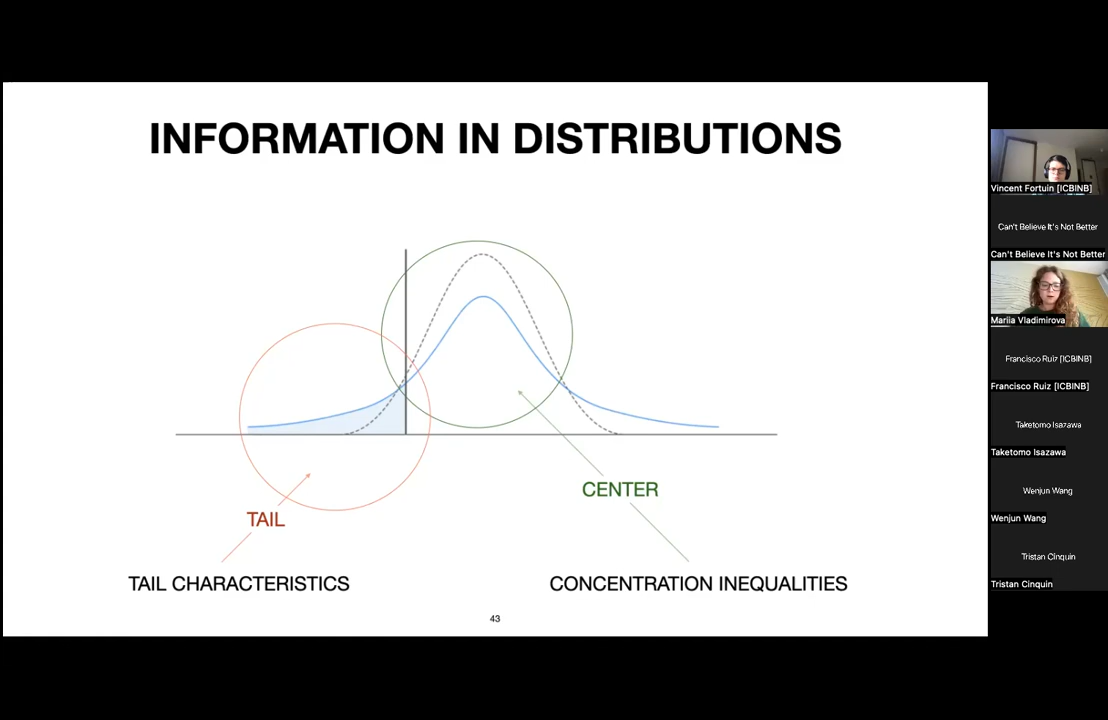 INFORMATION IN DISTRIBUTIONS
TAIL
CENTER
TAIL CHARACTERISTICS
CONCENTRATION INEQUALITIES
43
Vincent Fortuin [ICBINB]
Can't Believe It's Not Better
Can't Believe It's Not Better
Mariia Vladimirova
Francisco Ruiz [ICBINB]
Francisco Ruiz [ICBINB]
Taketomo Isazawa
Taketomo Isazawa
Wenjun Wang
Wenjun Wang
Tristan Cinquin
Tristan Cinquin